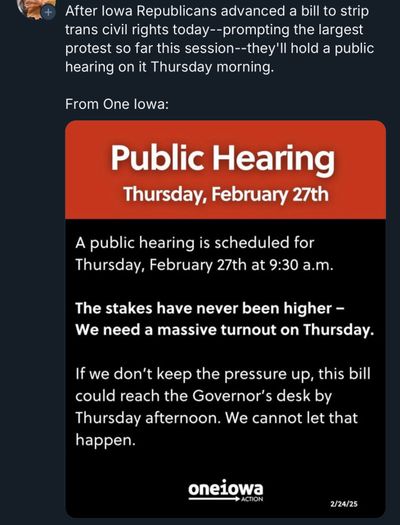 After Iowa Republicans advanced a bill to strip
trans civil rights today--prompting the largest
protest so far this session--they'll hold a public
hearing on it Thursday morning.
From One Iowa:
Public Hearing
Thursday, February 27th
A public hearing is scheduled for
Thursday, February 27th at 9:30 a.m.
The stakes have never been higher –
We need a massive turnout on Thursday.
If we don't keep the pressure up, this bill
could reach the Governor's desk by
Thursday afternoon. We cannot let that
happen.
oneiowa
ACTION
2/24/25